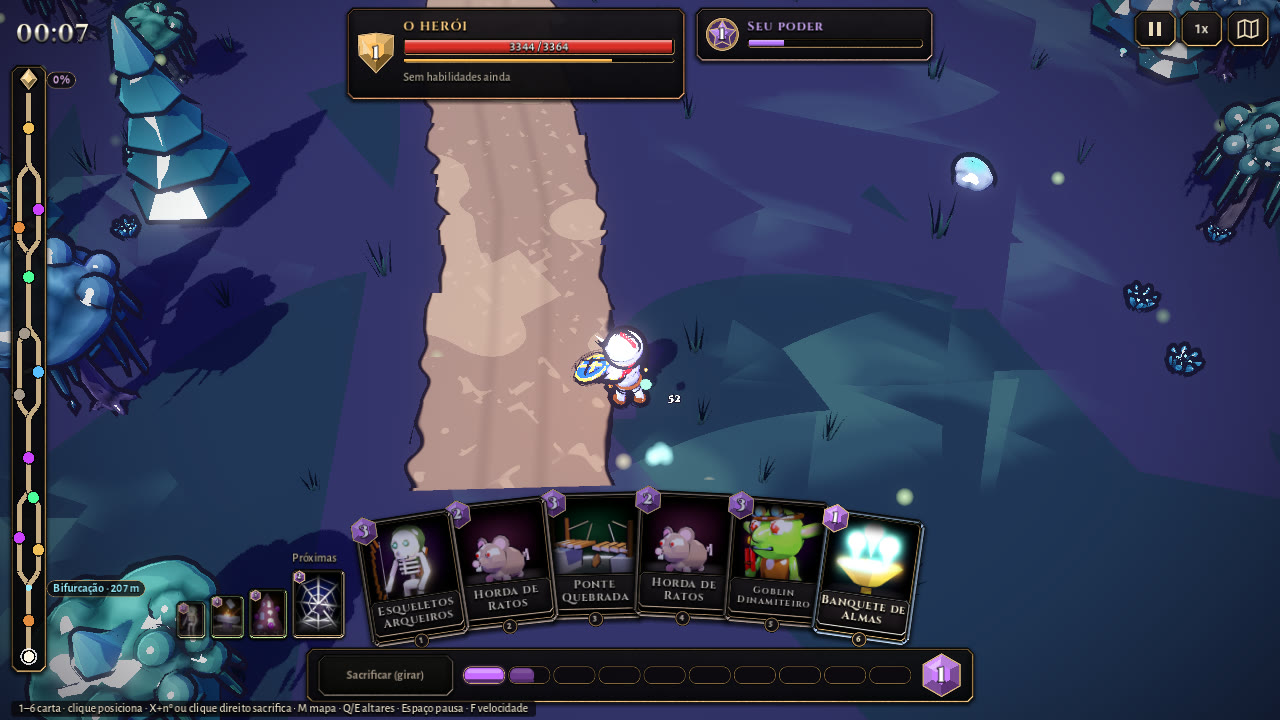 00:07
O HERÓI
1
3344 / 3364
Sem habilidades ainda
SEU PODER
1
1x
0%
52
Próximas
Bifurcação · 207 m
3
ESQUELETOS
ARQUEIROS
1
2
HORDA DE
RATOS
2
3
PONTE
QUEBRADA
3
2
HORDA DE
RATOS
4
3
GOBLIN
DINAMITEIRO
5
1
BANQUETE DE
ALMAS
6
Sacrificar (girar)
1
1–6 carta · clique posiciona · X+nº ou clique direito sacrifica · M mapa · Q/E altares · Espaço pausa · F velocidade